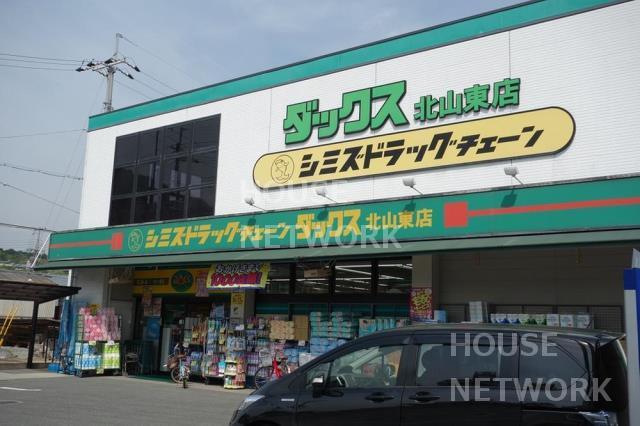 ダックス 北山東店
シミズドラッグチェーン
シミズドラッグチェーン ダックス 北山東店
HOUSE
NETWORK
HOUSE
NETWORK